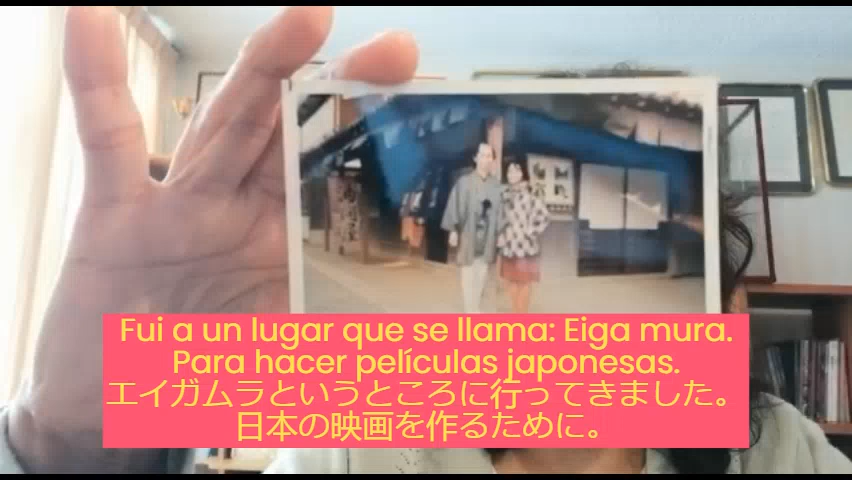 Fui a un lugar que se llama: Eiga mura.
Para hacer películas japonesas.
エイガムラというところに行ってきました。
日本の映画を作るために。